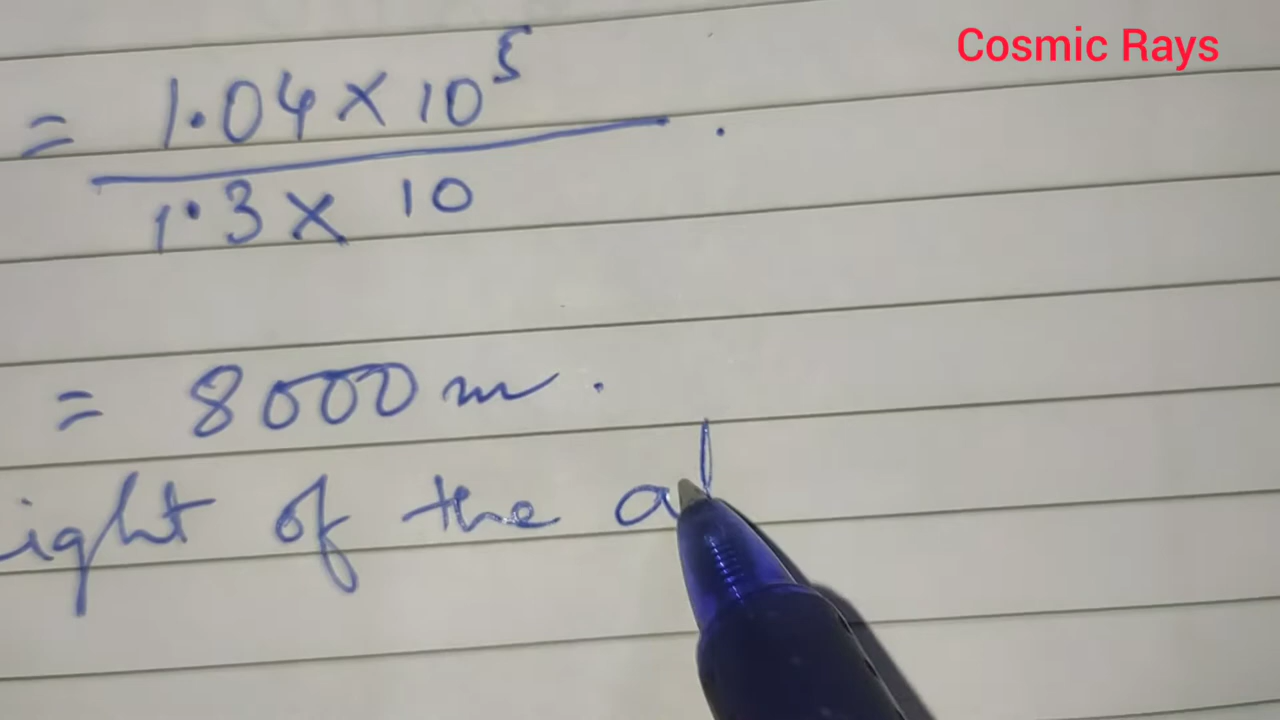 Cosmic Rays
= 1.04 × 10⁵
1.3 × 10
= 8000 m.
ight of the